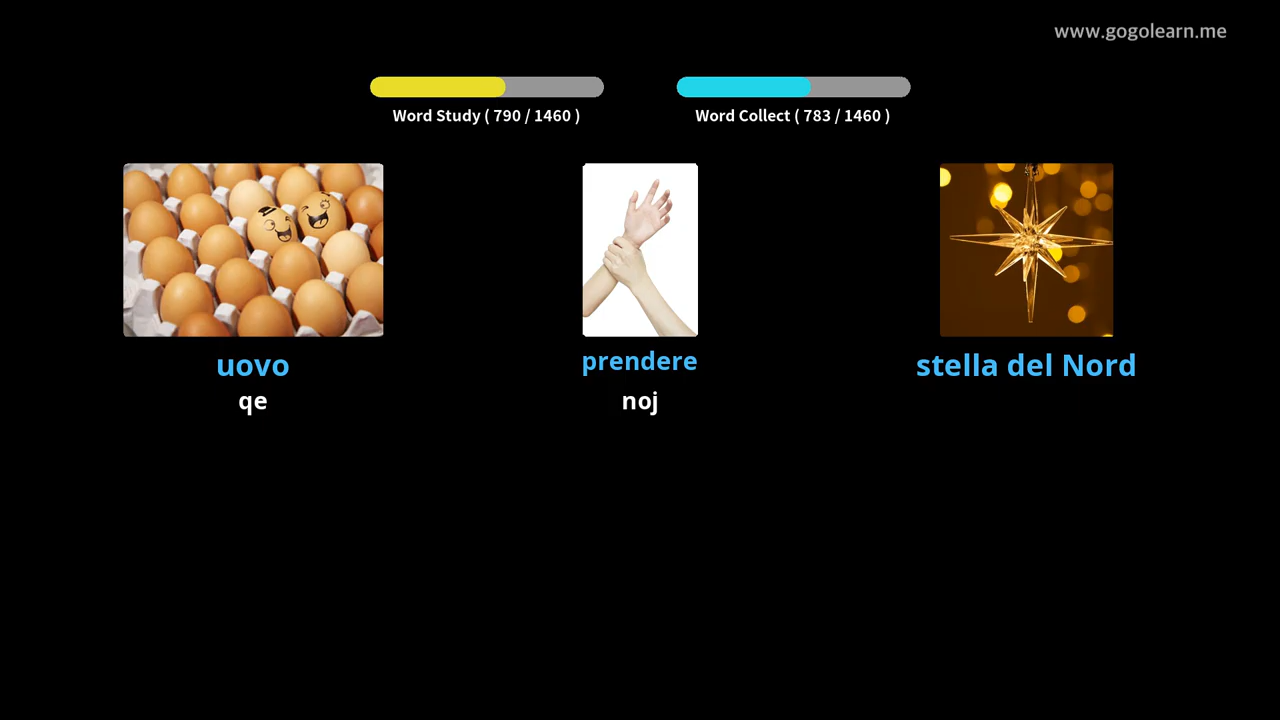 www.gogolearn.me
Word Study ( 790 / 1460 )
Word Collect ( 783 / 1460 )
uovo
qe
prendere
noj
stella del Nord